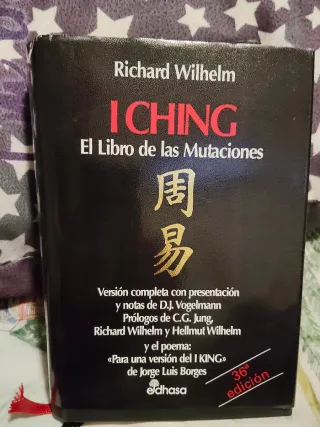 Richard Wilhelm
I CHING
El Libro de las Mutaciones
周
易
Versión completa con presentación
y notas de D.J. Vogelmann
Prólogos de C.G. Jung,
Richard Wilhelm y Hellmut Wilhelm
y el poema:
«Para una versión del I KING»
de Jorge Luis Borges
36ª
edición
edhasa